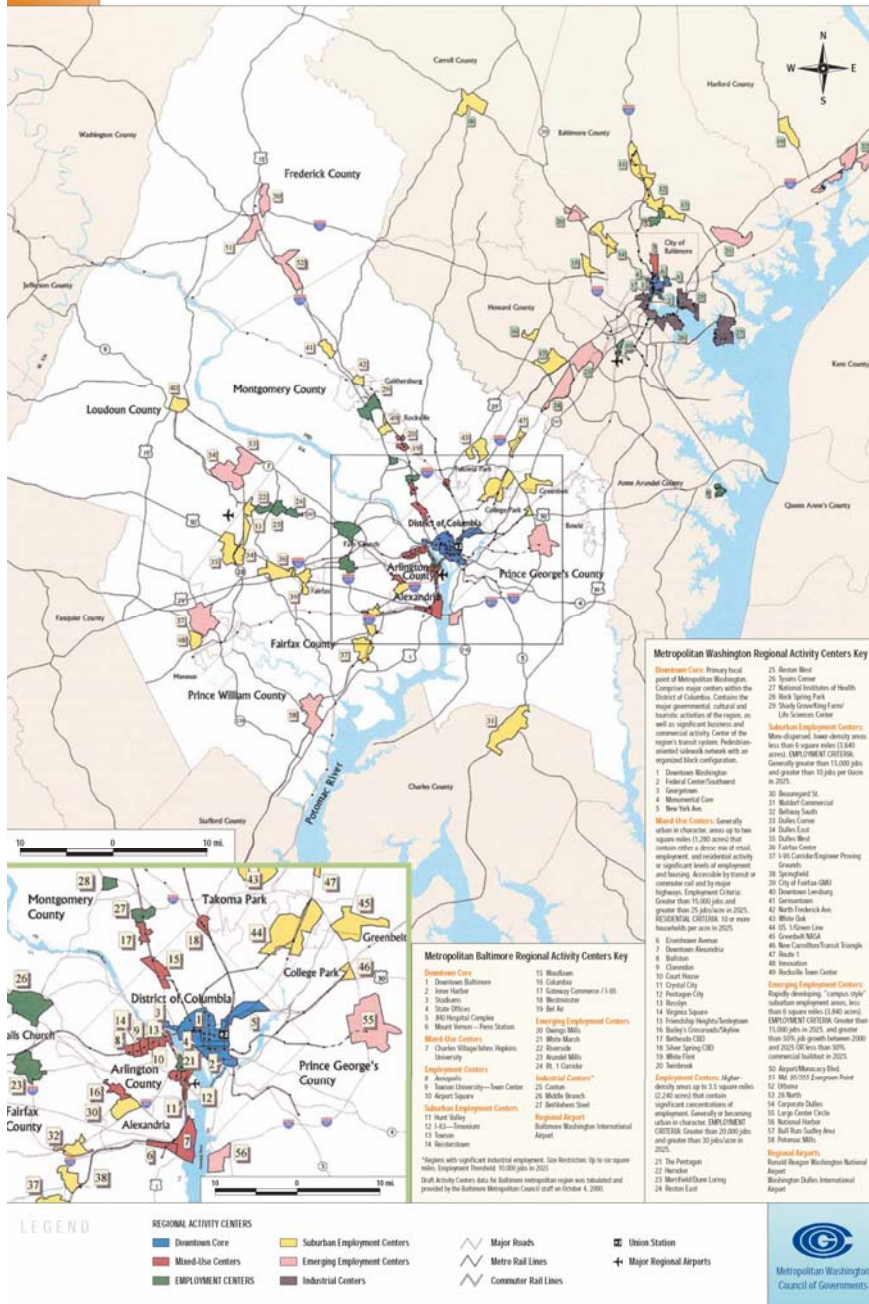 N
W
E
S
Carroll County
Harford County
Washington County
Baltimore County
Frederick County
City of
Baltimore
Jefferson County
Howard County
Kent County
Montgomery County
Gaithersburg
Rockville
Loudoun County
Takoma Park
Greenbelt
College Park
Anne Arundel County
Queen Anne's County
Bowie
District of Columbia
Falls Church
Arlington
County
Prince George's County
Alexandria
Fairfax
Fauquier County
Fairfax County
Manassas
Prince William County
Potomac River
Charles County
Stafford County
10 0 10 mi.
Montgomery
County
Takoma Park
Greenbelt
College Park
District of Columbia
alls Church
Arlington
County
Prince
George's
County
Fairfax
County
Alexandria
10 0 10 mi.
Metropolitan Baltimore Regional Activity Centers Key
Downtown Core
1 Downtown Baltimore
2 Inner Harbor
3 Stadiums
4 State Offices
5 JHU Hospital Complex
6 Mount Vernon – Penn Station
Mixed-Use Centers
7 Charles Village/Johns Hopkins
University
Employment Centers
8 Annapolis
9 Towson University—Town Center
10 Airport Square
Suburban Employment Centers
11 Hunt Valley
12 I-83—Timonium
13 Towson
14 Reisterstown
15 Woodlawn
16 Columbia
17 Gateway Commerce / I-95
18 Westminster
19 Bel Air
Emerging Employment Centers
20 Owings Mills
21 White Marsh
22 Riverside
23 Arundel Mills
24 Rt. 1 Corridor
Industrial Centers*
25 Canton
26 Middle Branch
27 Bethlehem Steel
Regional Airport
Baltimore Washington International
Airport
*Regions with significant industrial employment. Size Restriction: Up to six square
miles. Employment Threshold: 10,000 jobs in 2025
Draft Activity Centers data for Baltimore metropolitan region was tabulated and
provided by the Baltimore Metropolitan Council staff on October 4, 2000.
Metropolitan Washington Regional Activity Centers Key
Downtown Core: Primary focal
point of Metropolitan Washington.
Comprises major centers within the
District of Columbia. Contains the
major governmental, cultural and
touristic activities of the region, as
well as significant business and
commercial activity. Center of the
region's transit system. Pedestrian-
oriented sidewalk network with an
organized block configuration.
1 Downtown Washington
2 Federal Center/Southwest
3 Georgetown
4 Monumental Core
5 New York Ave.
Mixed-Use Centers: Generally
urban in character, areas up to two
square miles (1,280 acres) that
contain either a dense mix of retail,
employment, and residential activity
or significant levels of employment
and housing. Accessible by transit or
commuter rail and by major
highways. Employment Criteria:
Greater than 15,000 jobs and
greater than 25 jobs/acre in 2025.
RESIDENTIAL CRITERIA: 10 or more
households per acre in 2025.
6 Eisenhower Avenue
7 Downtown Alexandria
8 Ballston
9 Clarendon
10 Court House
11 Crystal City
12 Pentagon City
13 Rosslyn
14 Virginia Square
15 Friendship Heights/Tenleytown
16 Bailey's Crossroads/Skyline
17 Bethesda CBD
18 Silver Spring CBD
19 White Flint
20 Twinbrook
Employment Centers: Higher-
density areas up to 3.5 square miles
(2,240 acres) that contain
significant concentrations of
employment. Generally or becoming
urban in character. EMPLOYMENT
CRITERIA: Greater than 20,000 jobs
and greater than 30 jobs/acre in
2025.
21 The Pentagon
22 Herndon
23 Merrifield/Dunn Loring
24 Reston East
25 Reston West
26 Tysons Corner
27 National Institutes of Health
28 Rock Spring Park
29 Shady Grove/King Farm/
Life Sciences Center
Suburban Employment Centers:
More-dispersed, lower-density areas
less than 6 square miles (3,840
acres). EMPLOYMENT CRITERIA:
Generally greater than 15,000 jobs
and greater than 10 jobs per
in 2025.
30 Beauregard St.
31 Waldorf Commercial
32 Beltway South
33 Dulles Corner
34 Dulles East
35 Dulles West
36 Fairfax Center
37 I-95 Corridor/Engineer Proving
Grounds
38 Springfield
39 City of Fairfax-GMU
40 Downtown Leesburg
41 Germantown
42 North Frederick Ave.
43 White Oak
44 US 1/Green Line
45 Greenbelt NASA
46 New Carrollton/Transit Triangle
47 Route 1
48 Innovation
49 Rockville Town Center
Emerging Employment Centers:
Rapidly-developing, "campus style"
suburban employment areas, less
than 6 square miles (3,840 acres).
EMPLOYMENT CRITERIA: Greater than
15,000 jobs in 2025, and greater
than 50% job growth between 2000
and 2025 OR less than 50%
commercial buildout in 2025.
50 Airport/Monocacy Blvd.
51 Md. 85/355 Evergreen Point
52 Urbana
53 28 North
54 Corporate Dulles
55 Largo Center Circle
56 National Harbor
57 Bull Run-Sudley Area
58 Potomac Mills
Regional Airports
Ronald Reagan Washington National
Airport
Washington Dulles International
Airport
LEGEND
REGIONAL ACTIVITY CENTERS
Downtown Core
Mixed-Use Centers
EMPLOYMENT CENTERS
Suburban Employment Centers
Emerging Employment Centers
Industrial Centers
Major Roads
Metro Rail Lines
Commuter Rail Lines
Union Station
Major Regional Airports
Metropolitan Washington
Council of Governments